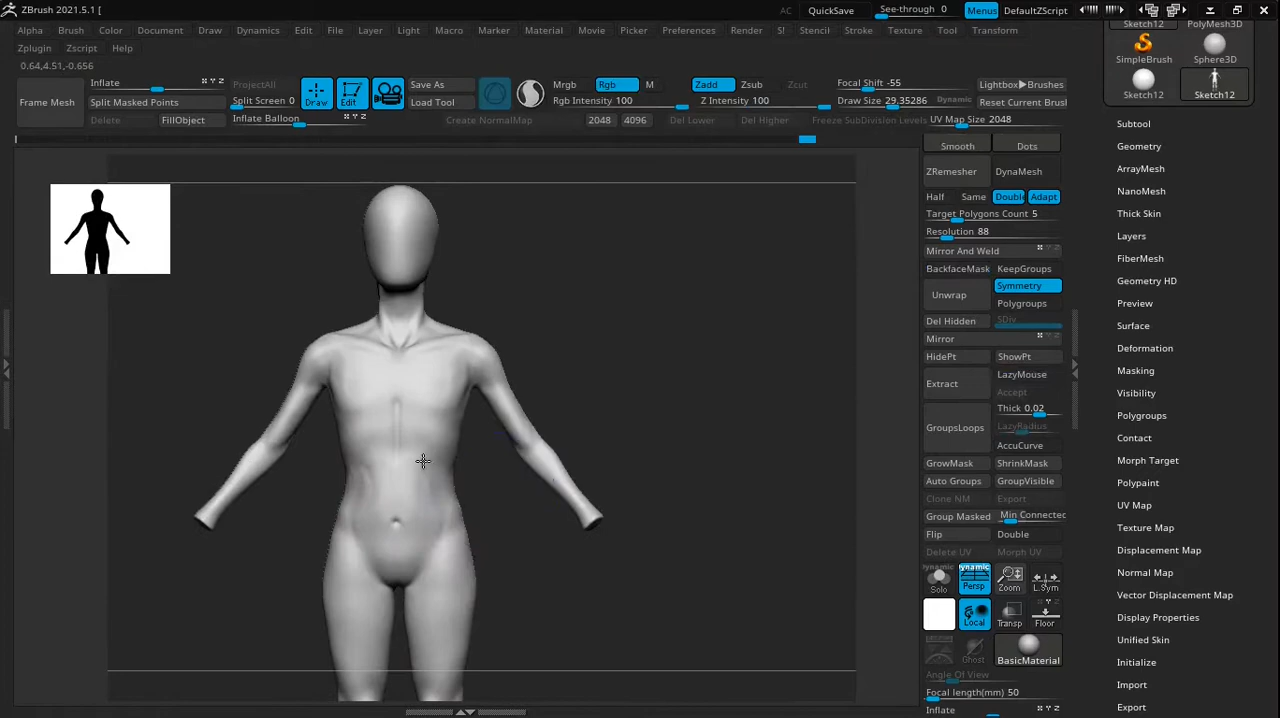 ZBrush 2021.5.1 [
AC QuickSave See-through 0 Menus DefaultZScript
Alpha Brush Color Document Draw Dynamics Edit File Layer Light Macro Marker Material Movie Picker Preferences Render S! Stencil Stroke Texture Tool Transform
Zplugin Zscript Help
0.64,4.51,-0.656
Frame Mesh
Inflate
Split Masked Points
Delete FillObject
ProjectAll
Split Screen 0
Inflate Balloon
Draw Edit
Save As
Load Tool
Create NormalMap
Mrgb Rgb M
Rgb Intensity 100
2048 4096
Zadd Zsub Zcut
Z Intensity 100
Del Lower Del Higher
Focal Shift -55
Draw Size 29.35286 Dynamic
Freeze SubDivision Levels
Lightbox▶Brushes
Reset Current Brush
UV Map Size 2048
Smooth Dots
ZRemesher DynaMesh
Half Same Double Adapt
Target Polygons Count 5
Resolution 88
Mirror And Weld
BackfaceMask KeepGroups
Unwrap Symmetry
Polygroups
Del Hidden SDiv
Mirror
HidePt ShowPt
Extract LazyMouse
Accept
Thick 0.02
GroupsLoops LazyRadius
AccuCurve
GrowMask ShrinkMask
Auto Groups GroupVisible
Clone NM Export
Group Masked Min Connected
Flip Double
Delete UV Morph UV
Dynamic Dynamic
Solo Persp Zoom L.Sym
Local Transp Floor
Ghost BasicMaterial
Angle Of View
Focal length(mm) 50
Inflate
Sketch12 PolyMesh3D
SimpleBrush Sphere3D
Sketch12 Sketch12
Subtool
Geometry
ArrayMesh
NanoMesh
Thick Skin
Layers
FiberMesh
Geometry HD
Preview
Surface
Deformation
Masking
Visibility
Polygroups
Contact
Morph Target
Polypaint
UV Map
Texture Map
Displacement Map
Normal Map
Vector Displacement Map
Display Properties
Unified Skin
Initialize
Import
Export